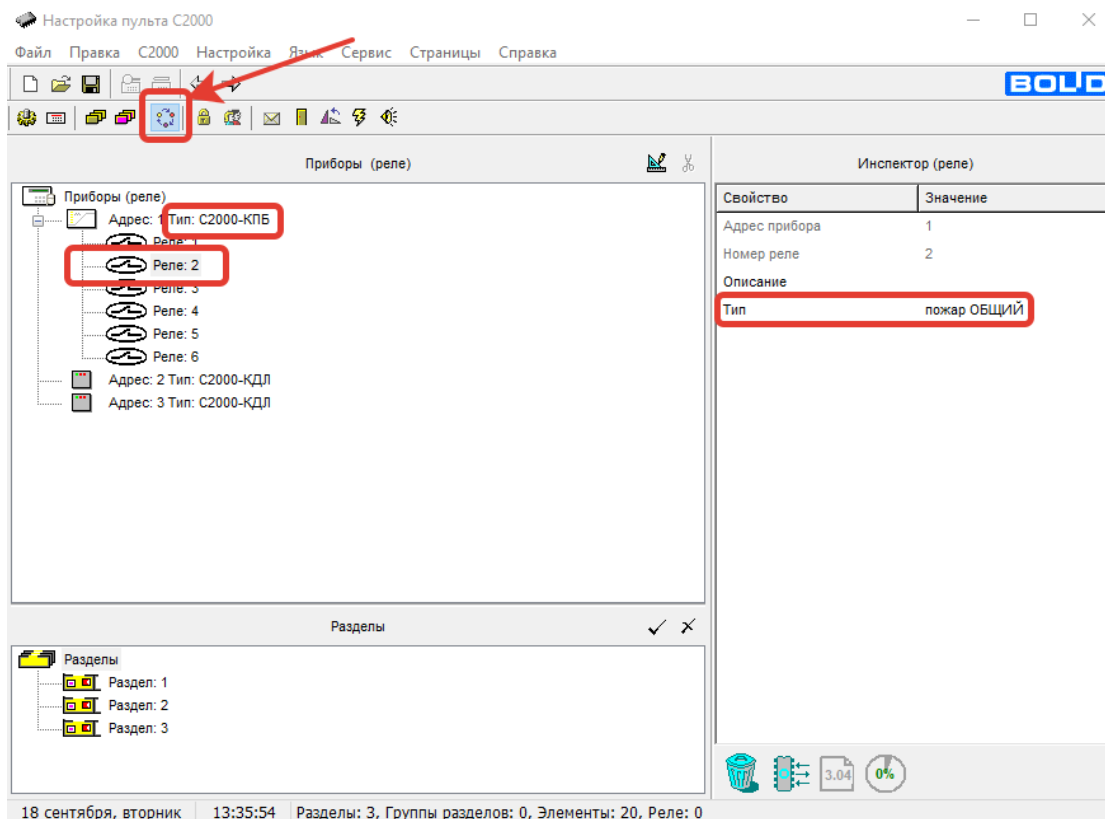 Настройка пульта C2000
Файл Правка C2000 Настройка Язык Сервис Страницы Справка
BOLID
Приборы (реле)
Инспектор (реле)
Приборы (реле)
Свойство Значение
Адрес: 1 Тип: С2000-КПБ
Адрес прибора 1
Реле: 1
Номер реле 2
Реле: 2
Описание
Реле: 3
Тип пожар ОБЩИЙ
Реле: 4
Реле: 5
Реле: 6
Адрес: 2 Тип: С2000-КДЛ
Адрес: 3 Тип: С2000-КДЛ
Разделы
Разделы
Раздел: 1
Раздел: 2
Раздел: 3
3.04 0%
18 сентября, вторник 13:35:54 Разделы: 3, Группы разделов: 0, Элементы: 20, Реле: 0